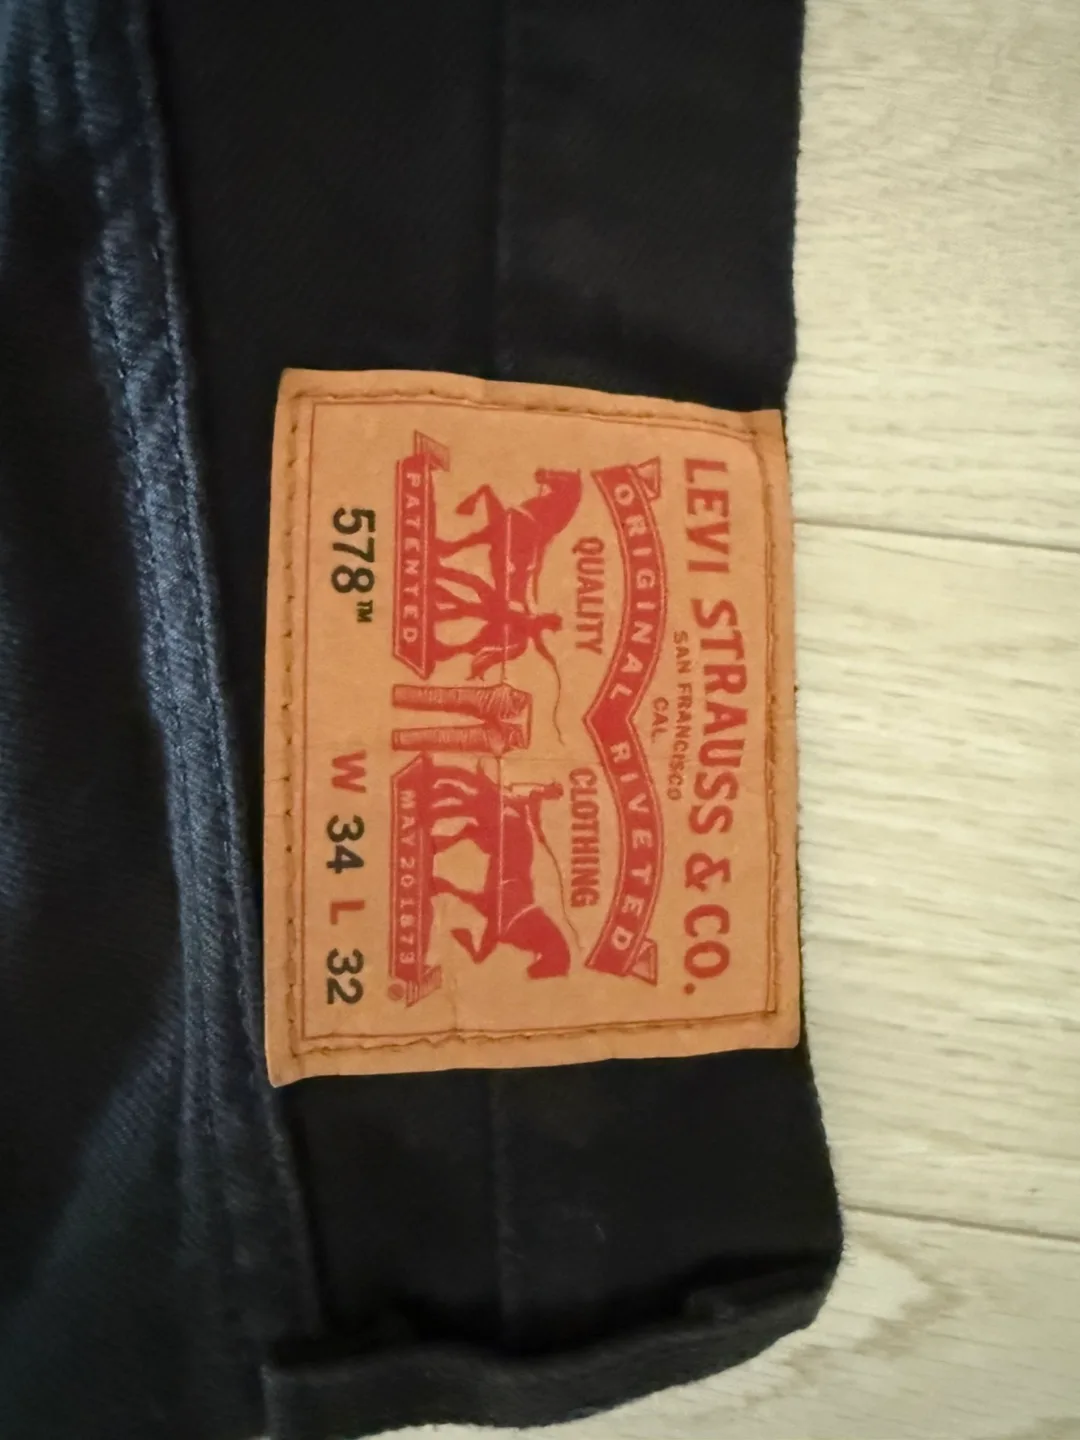 LEVI STRAUSS & CO.
SAN FRANCISCO
CAL
ORIGINAL RIVETED
QUALITY CLOTHING
PATENTED MAY 20 1873
®
578™ W 34 L 32